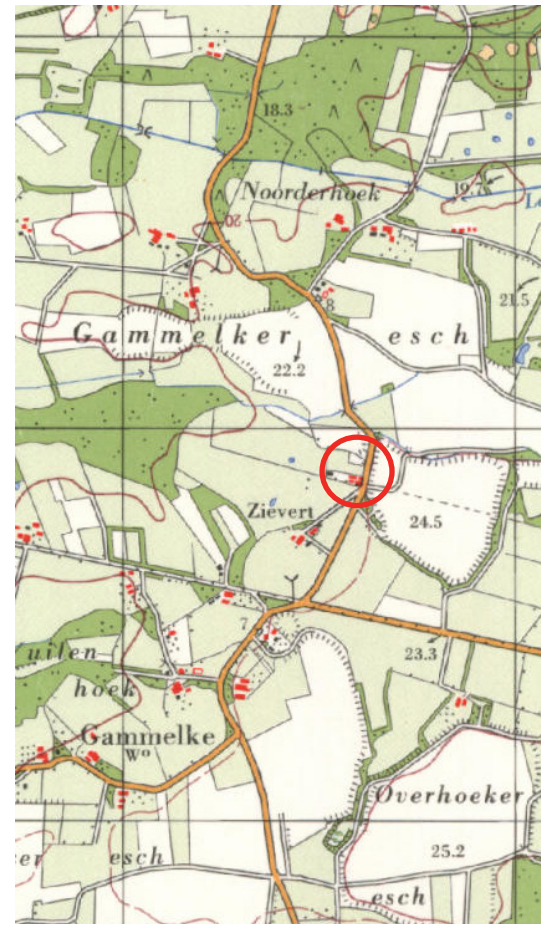 18.3
Noorderhoek
19.7
Le
20
8
21.5
Gammelker esch
22.2
Zievert
24.5
7
uilen
hoek
23.3
Gammelke
Wº
Overhoeker
esch
25.2
esch